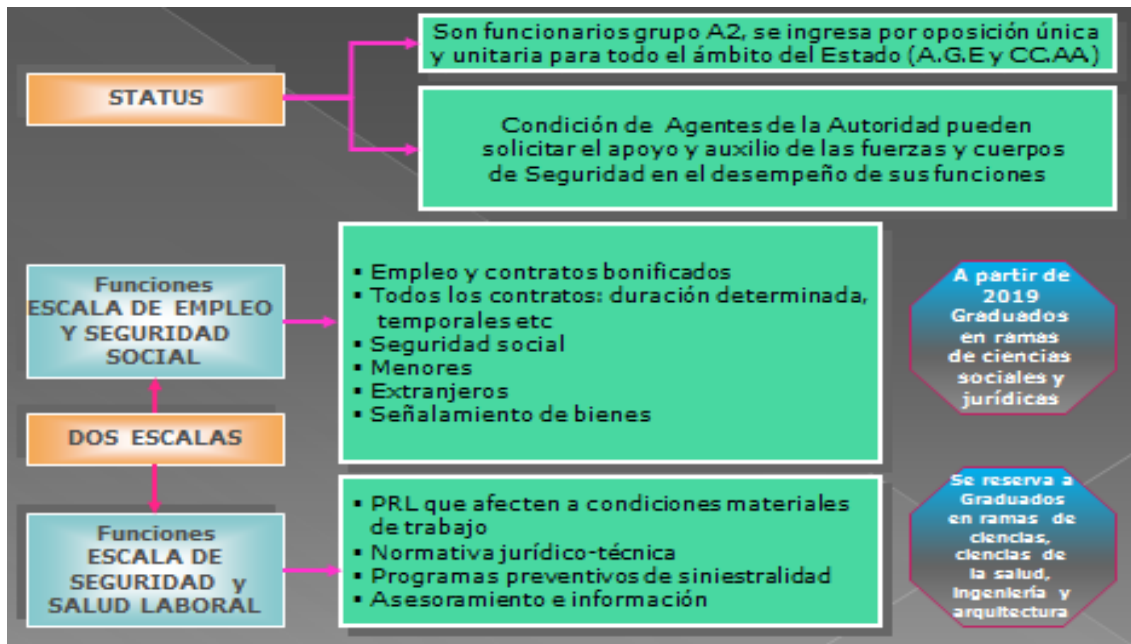 Son funcionarios grupo A2, se ingresa por oposición única
y unitaria para todo el ámbito del Estado (A.G.E y CC.AA.)
STATUS
Condición de Agentes de la Autoridad pueden
solicitar el apoyo y auxilio de las fuerzas y cuerpos
de Seguridad en el desempeño de sus funciones
Funciones
ESCALA DE EMPLEO
Y SEGURIDAD
SOCIAL
▪ Empleo y contratos bonificados
▪ Todos los contratos: duración determinada,
temporales etc
▪ Seguridad social
▪ Menores
▪ Extranjeros
▪ Señalamiento de bienes
A partir de
2019
Graduados
en ramas
de ciencias
sociales y
jurídicas
DOS ESCALAS
Funciones
ESCALA DE
SEGURIDAD y
SALUD LABORAL
▪ PRL que afecten a condiciones materiales
de trabajo
▪ Normativa jurídico-técnica
▪ Programas preventivos de siniestralidad
▪ Asesoramiento e información
Se reserva a
Graduados
en ramas de
ciencias,
ciencias de
la salud,
ingeniería y
arquitectura